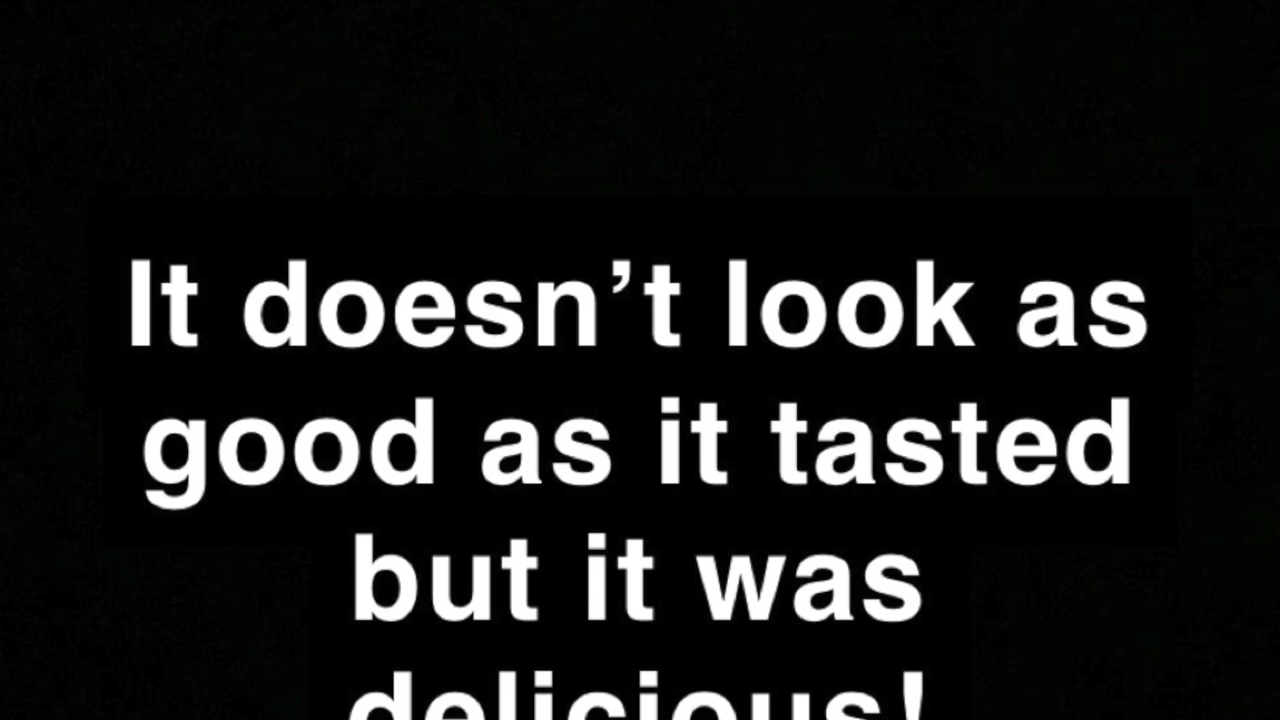 It doesn’t look as
good as it tasted
but it was
delicious!